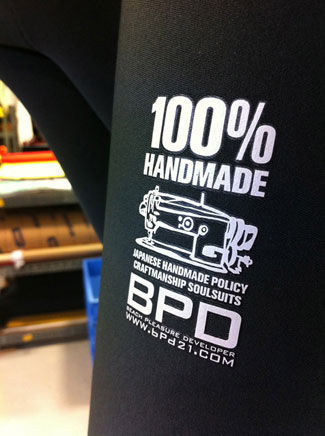 100%
HANDMADE
JAPANESE HANDMADE POLICY
CRAFTMANSHIP SOULSUITS
BPD
BEACH PLEASURE DEVELOPER
www.bpd21.com